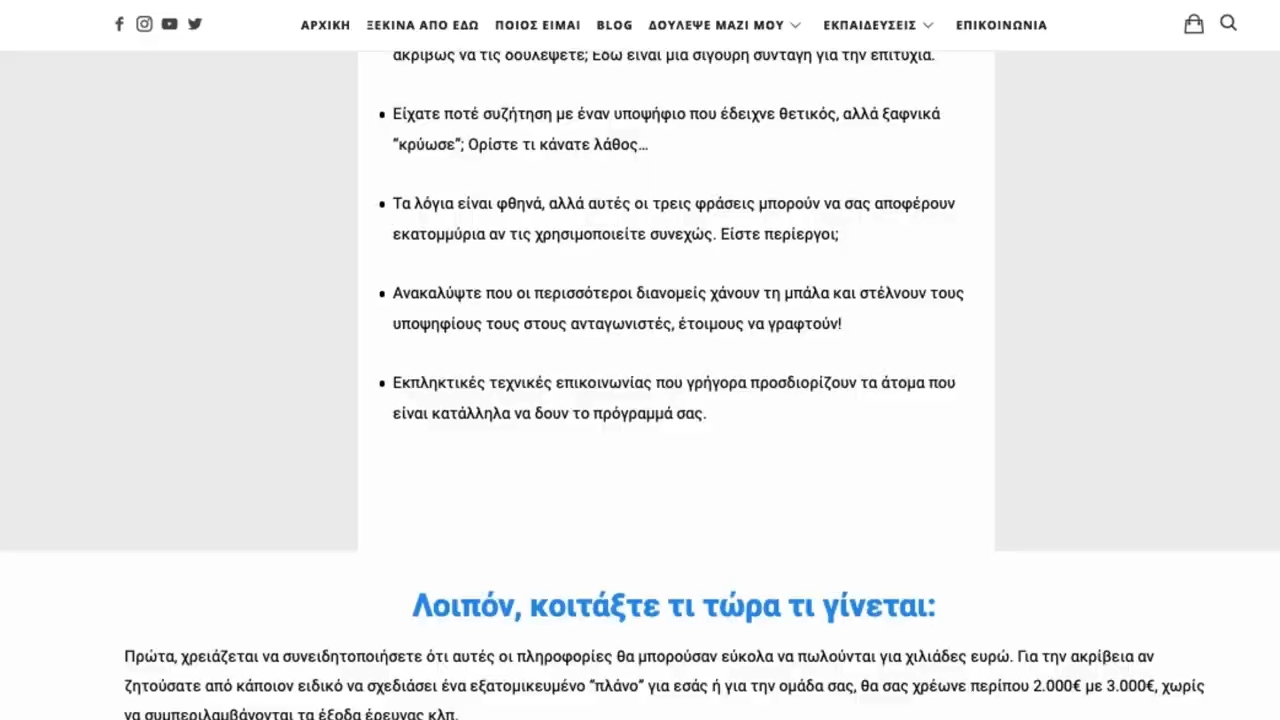 ΑΡΧΙΚΗ ΞΕΚΙΝΑ ΑΠΟ ΕΔΩ ΠΟΙΟΣ ΕΙΜΑΙ BLOG ΔΟΥΛΕΨΕ ΜΑΖΙ ΜΟΥ ΕΚΠΑΙΔΕΥΣΕΙΣ ΕΠΙΚΟΙΝΩΝΙΑ
ακριβώς να τις δουλέψετε; Εδώ είναι μια σίγουρη συνταγή για την επιτυχία.
• Είχατε ποτέ συζήτηση με έναν υποψήφιο που έδειχνε θετικός, αλλά ξαφνικά
“κρύωσε”; Ορίστε τι κάνατε λάθος…
• Τα λόγια είναι φθηνά, αλλά αυτές οι τρεις φράσεις μπορούν να σας αποφέρουν
εκατομμύρια αν τις χρησιμοποιείτε συνεχώς. Είστε περίεργοι;
• Ανακαλύψτε που οι περισσότεροι διανομείς χάνουν τη μπάλα και στέλνουν τους
υποψηφίους τους στους ανταγωνιστές, έτοιμους να γραφτούν!
• Εκπληκτικές τεχνικές επικοινωνίας που γρήγορα προσδιορίζουν τα άτομα που
είναι κατάλληλα να δουν το πρόγραμμά σας.
Λοιπόν, κοιτάξτε τι τώρα τι γίνεται:
Πρώτα, χρειάζεται να συνειδητοποιήσετε ότι αυτές οι πληροφορίες θα μπορούσαν εύκολα να πωλούνται για χιλιάδες ευρώ. Για την ακρίβεια αν
ζητούσατε από κάποιον ειδικό να σχεδιάσει ένα εξατομικευμένο “πλάνο” για εσάς ή για την ομάδα σας, θα σας χρέωνε περίπου 2.000€ με 3.000€, χωρίς
να συμπεριλαμβάνονται τα έξοδα έρευνας κλπ.